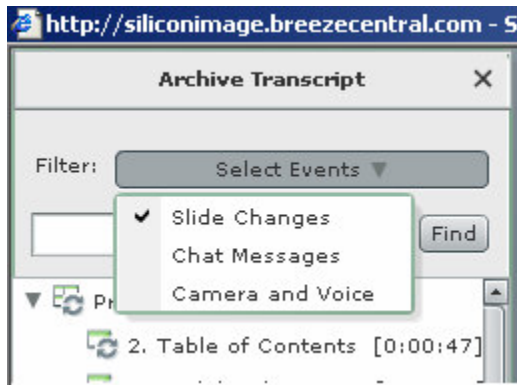 http://siliconimage.breezecentral.com - S
Archive Transcript
Filter: Select Events
Slide Changes
Find
Chat Messages
Camera and Voice
2. Table of Contents [0:00:47]